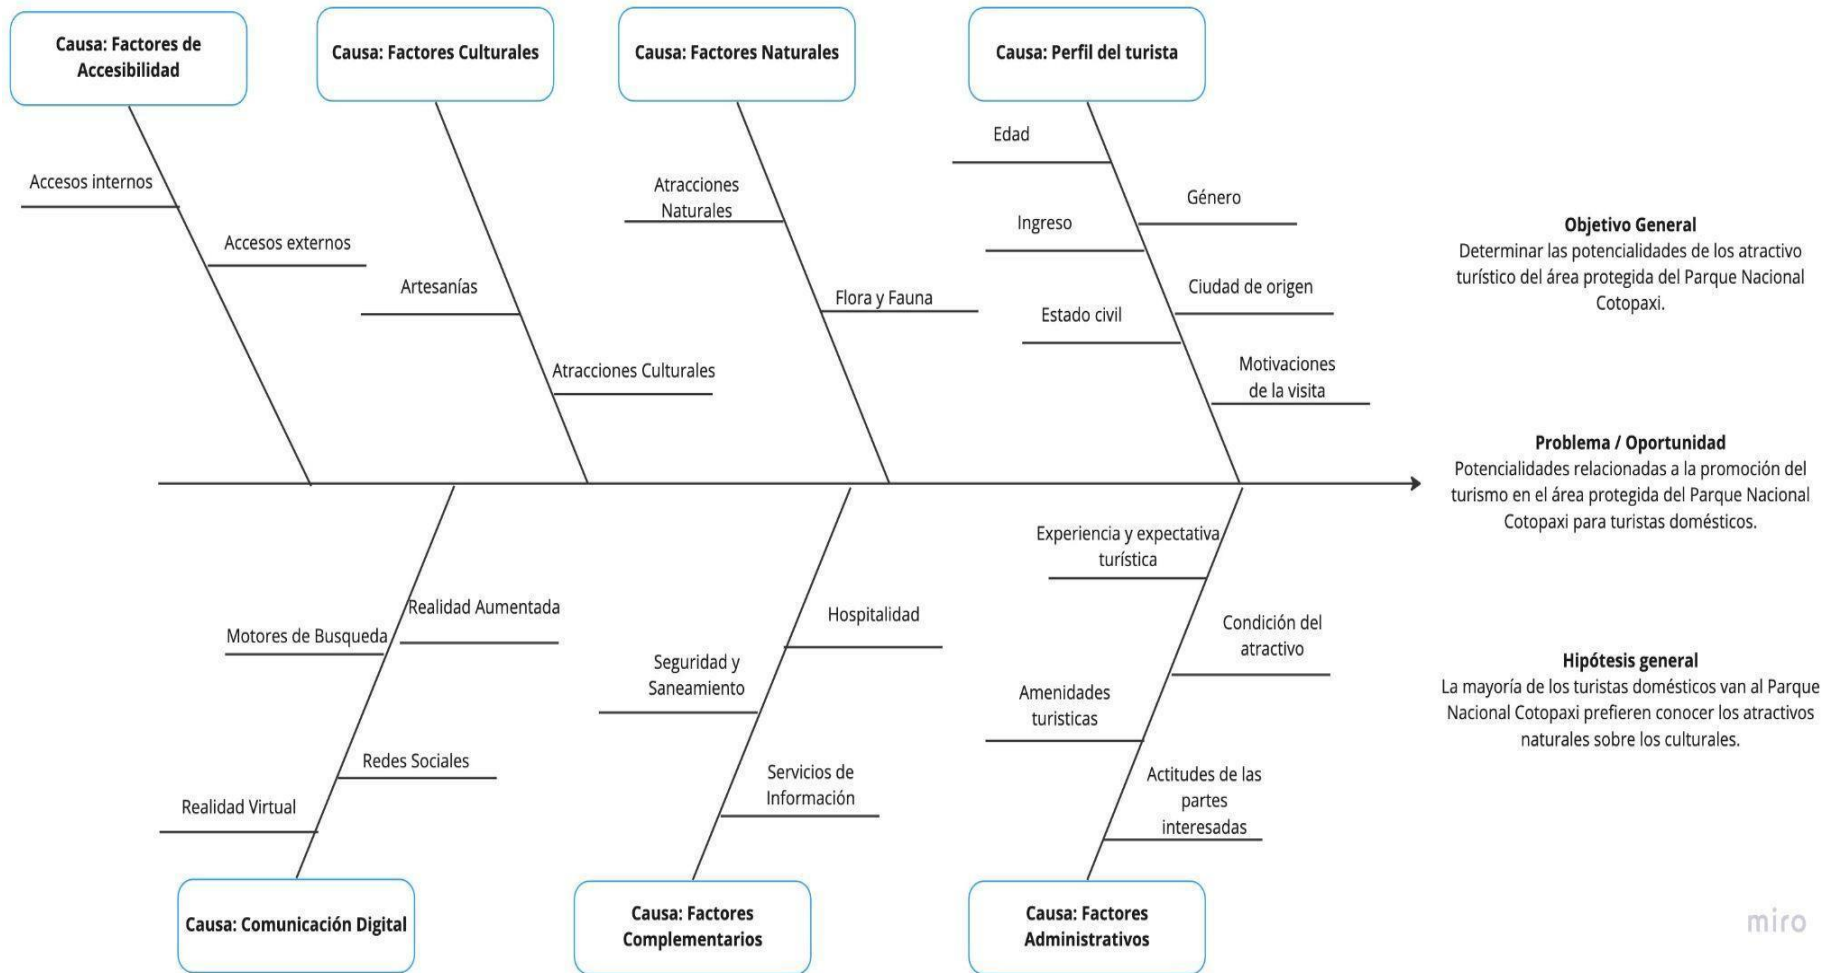 Causa: Factores de
Accesibilidad
Causa: Factores Culturales
Causa: Factores Naturales
Causa: Perfil del turista
Accesos internos
Accesos externos
Artesanías
Atracciones Culturales
Atracciones
Naturales
Flora y Fauna
Edad
Género
Ingreso
Ciudad de origen
Estado civil
Motivaciones
de la visita
Objetivo General
Determinar las potencialidades de los atractivo
turístico del área protegida del Parque Nacional
Cotopaxi.
Problema / Oportunidad
Potencialidades relacionadas a la promoción del
turismo en el área protegida del Parque Nacional
Cotopaxi para turistas domésticos.
Hipótesis general
La mayoría de los turistas domésticos van al Parque
Nacional Cotopaxi prefieren conocer los atractivos
naturales sobre los culturales.
Realidad Aumentada
Motores de Busqueda
Redes Sociales
Realidad Virtual
Hospitalidad
Seguridad y
Saneamiento
Servicios de
Información
Experiencia y expectativa
turística
Condición del
atractivo
Amenidades
turisticas
Actitudes de las
partes
interesadas
Causa: Comunicación Digital
Causa: Factores
Complementarios
Causa: Factores
Administrativos
miro